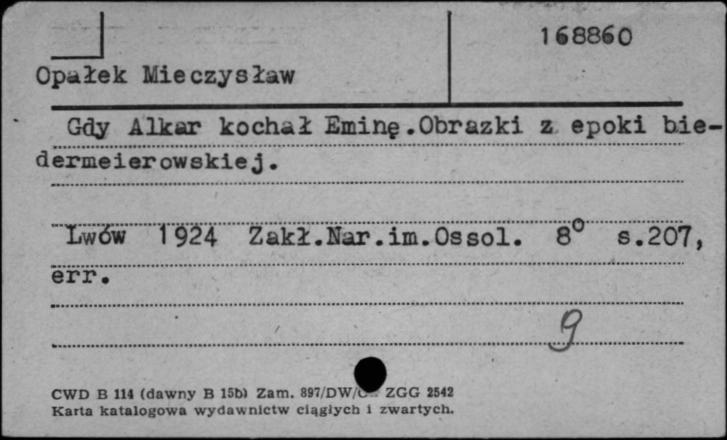 168860
Opałek Mieczysław
Gdy Alkar kochał Eminę.Obrazki z epoki bie-
dermeierowskiej.
Lwów 1924 Zakł.Nar.im.Ossol. 8° s.207,
err.
9
CWD B 114 (dawny B 15b) Zam. 897/DW/ ZGG 2542
Karta katalogowa wydawnictw ciągłych i zwartych.